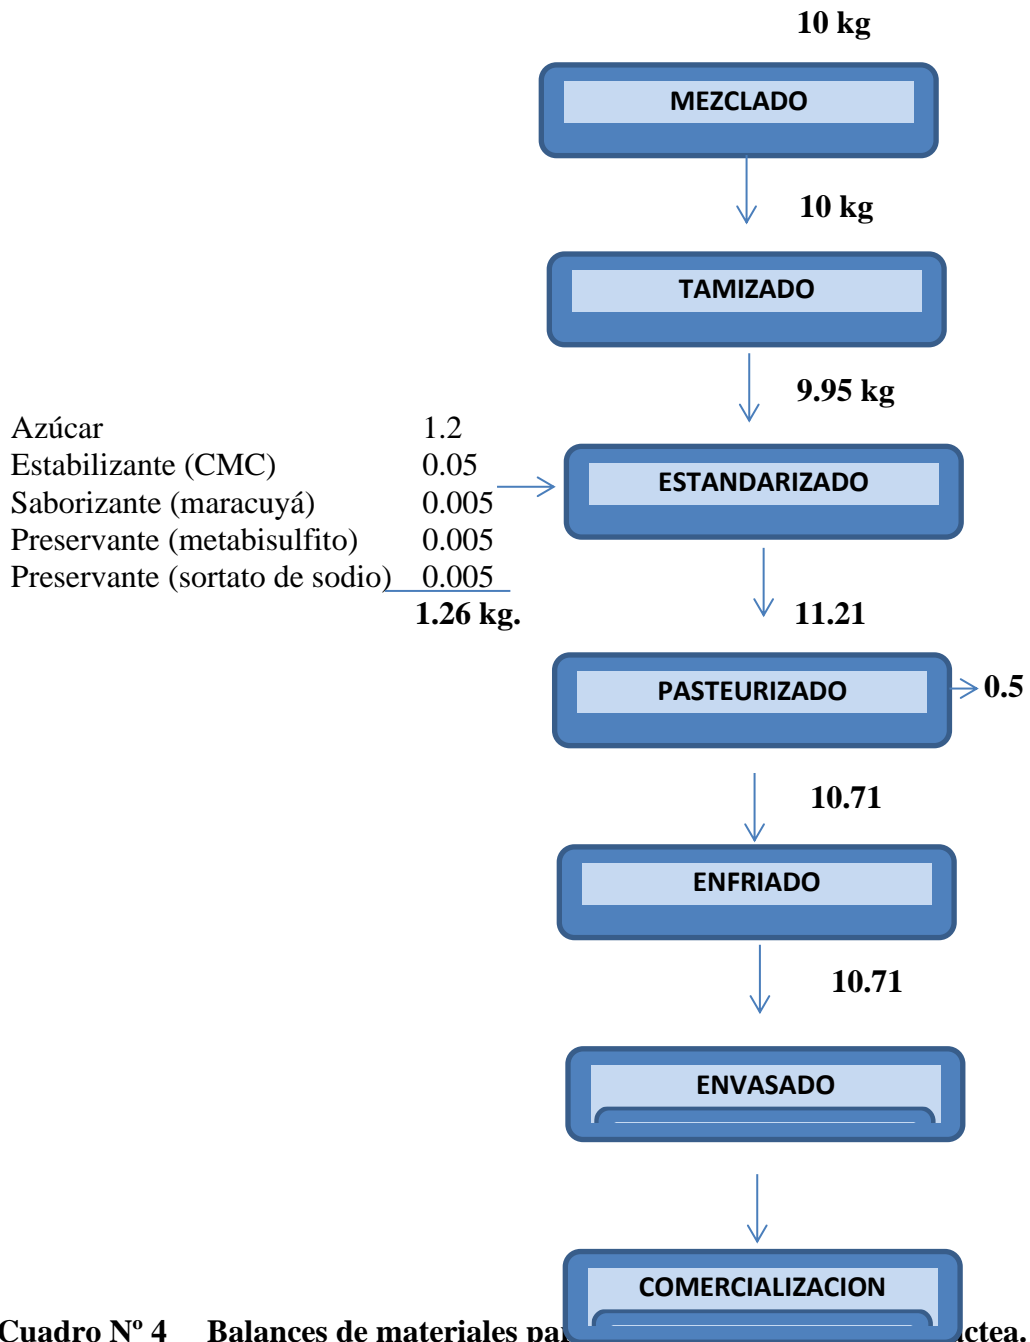 10 kg
MEZCLADO
10 kg
TAMIZADO
9.95 kg
Azúcar 1.2
Estabilizante (CMC) 0.05
Saborizante (maracuyá) 0.005
Preservante (metabisulfito) 0.005
Preservante (sortato de sodio) 0.005
1.26 kg.
ESTANDARIZADO
11.21
PASTEURIZADO
0.5
10.71
ENFRIADO
10.71
ENVASADO
COMERCIALIZACION
Cuadro Nº 4 Balances de materiales